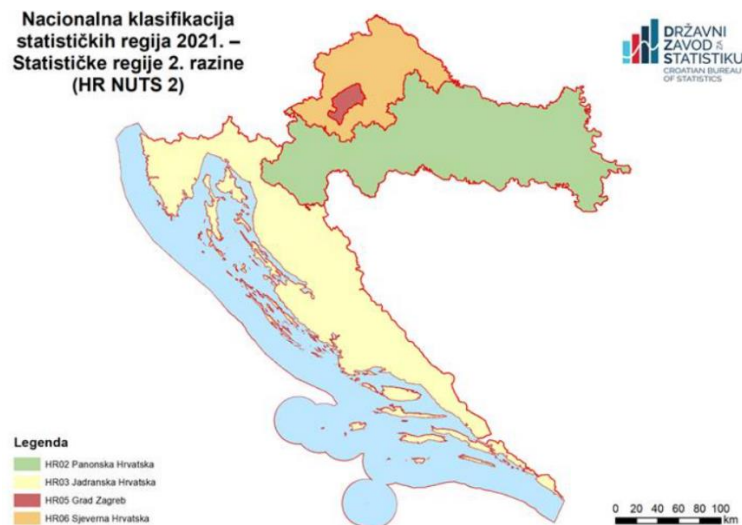 Nacionalna klasifikacija
statističkih regija 2021. –
Statističke regije 2. razine
(HR NUTS 2)
DRŽAVNI
ZAVOD ZA
STATISTIKU
CROATIAN BUREAU
OF STATISTICS
Legenda
HR02 Panonska Hrvatska
HR03 Jadranska Hrvatska
HR05 Grad Zagreb
HR06 Sjeverna Hrvatska
0 20 40 60 80 100
km